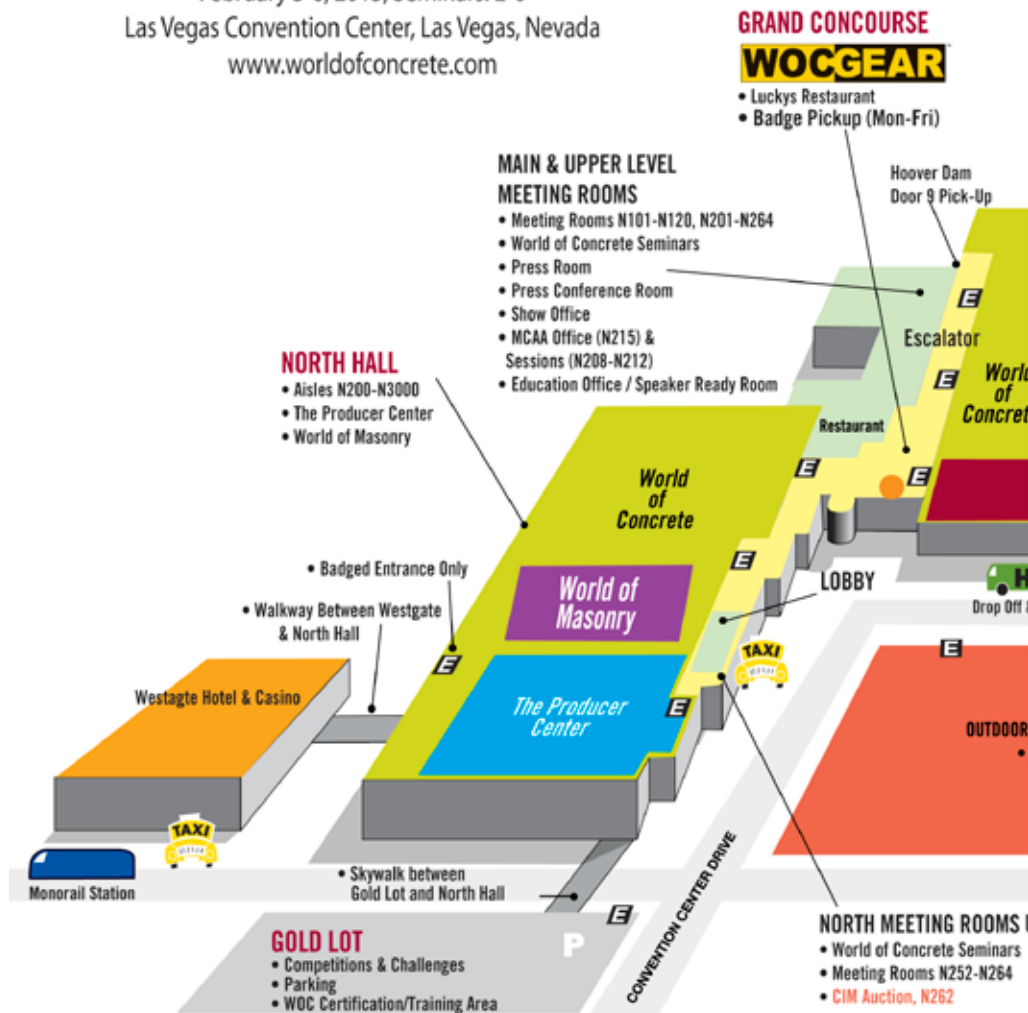 Las Vegas Convention Center, Las Vegas, Nevada
www.worldofconcrete.com
GRAND CONCOURSE
WOCGEAR
• Luckys Restaurant
• Badge Pickup (Mon-Fri)
MAIN & UPPER LEVEL
MEETING ROOMS
• Meeting Rooms N101-N120, N201-N264
• World of Concrete Seminars
• Press Room
• Press Conference Room
• Show Office
• MCAA Office (N215) &
Sessions (N208-N212)
• Education Office / Speaker Ready Room
Hoover Dam
Door 9 Pick-Up
E
Escalator
E
World
of
Concrete
NORTH HALL
• Aisles N200-N3000
• The Producer Center
• World of Masonry
Restaurant
E
E
World
of
Concrete
E
LOBBY
• Badged Entrance Only
• Walkway Between Westgate
& North Hall
World of
Masonry
H
Drop Off &
E
TAXI
E
Westagte Hotel & Casino
The Producer
Center
E
OUTDOOR
•
TAXI
Monorail Station
• Skywalk between
Gold Lot and North Hall
CONVENTION CENTER DRIVE
E
P
GOLD LOT
• Competitions & Challenges
• Parking
• WOC Certification/Training Area
NORTH MEETING ROOMS
• World of Concrete Seminars
• Meeting Rooms N252-N264
• CIM Auction, N262